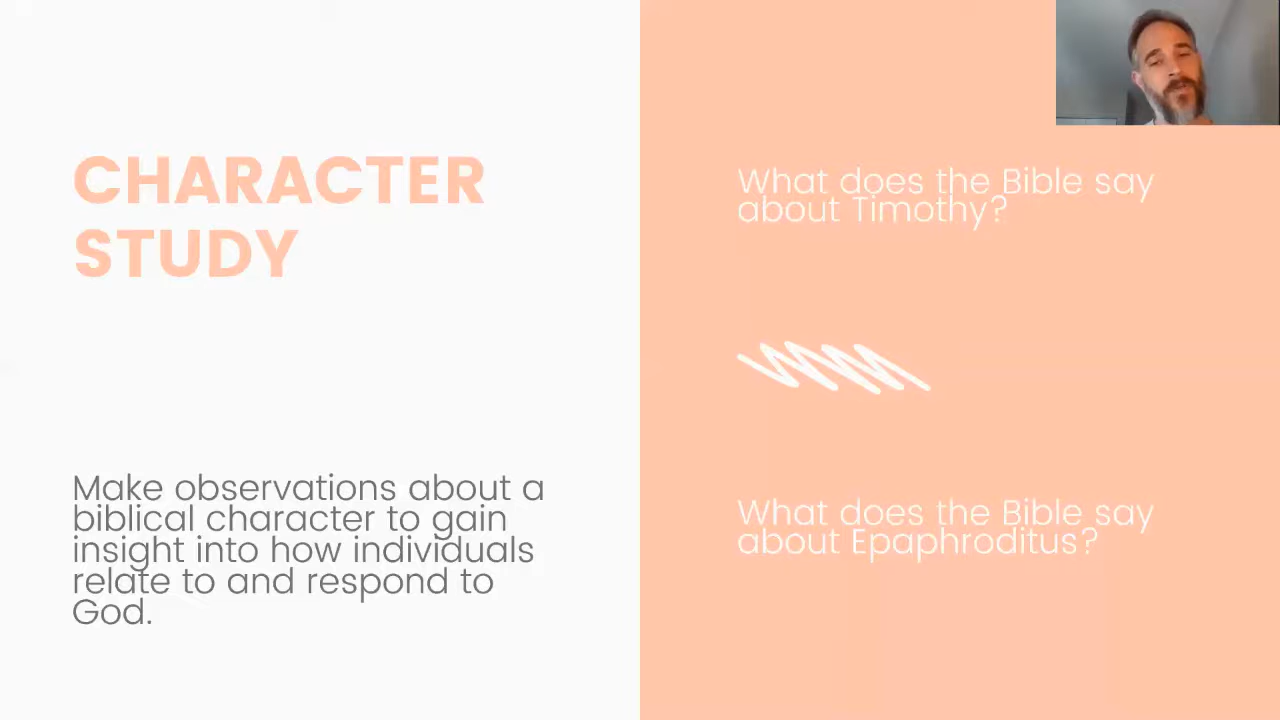 CHARACTER
STUDY
Make observations about a
biblical character to gain
insight into how individuals
relate to and respond to
God.
What does the Bible say
about Timothy?
What does the Bible say
about Epaphroditus?